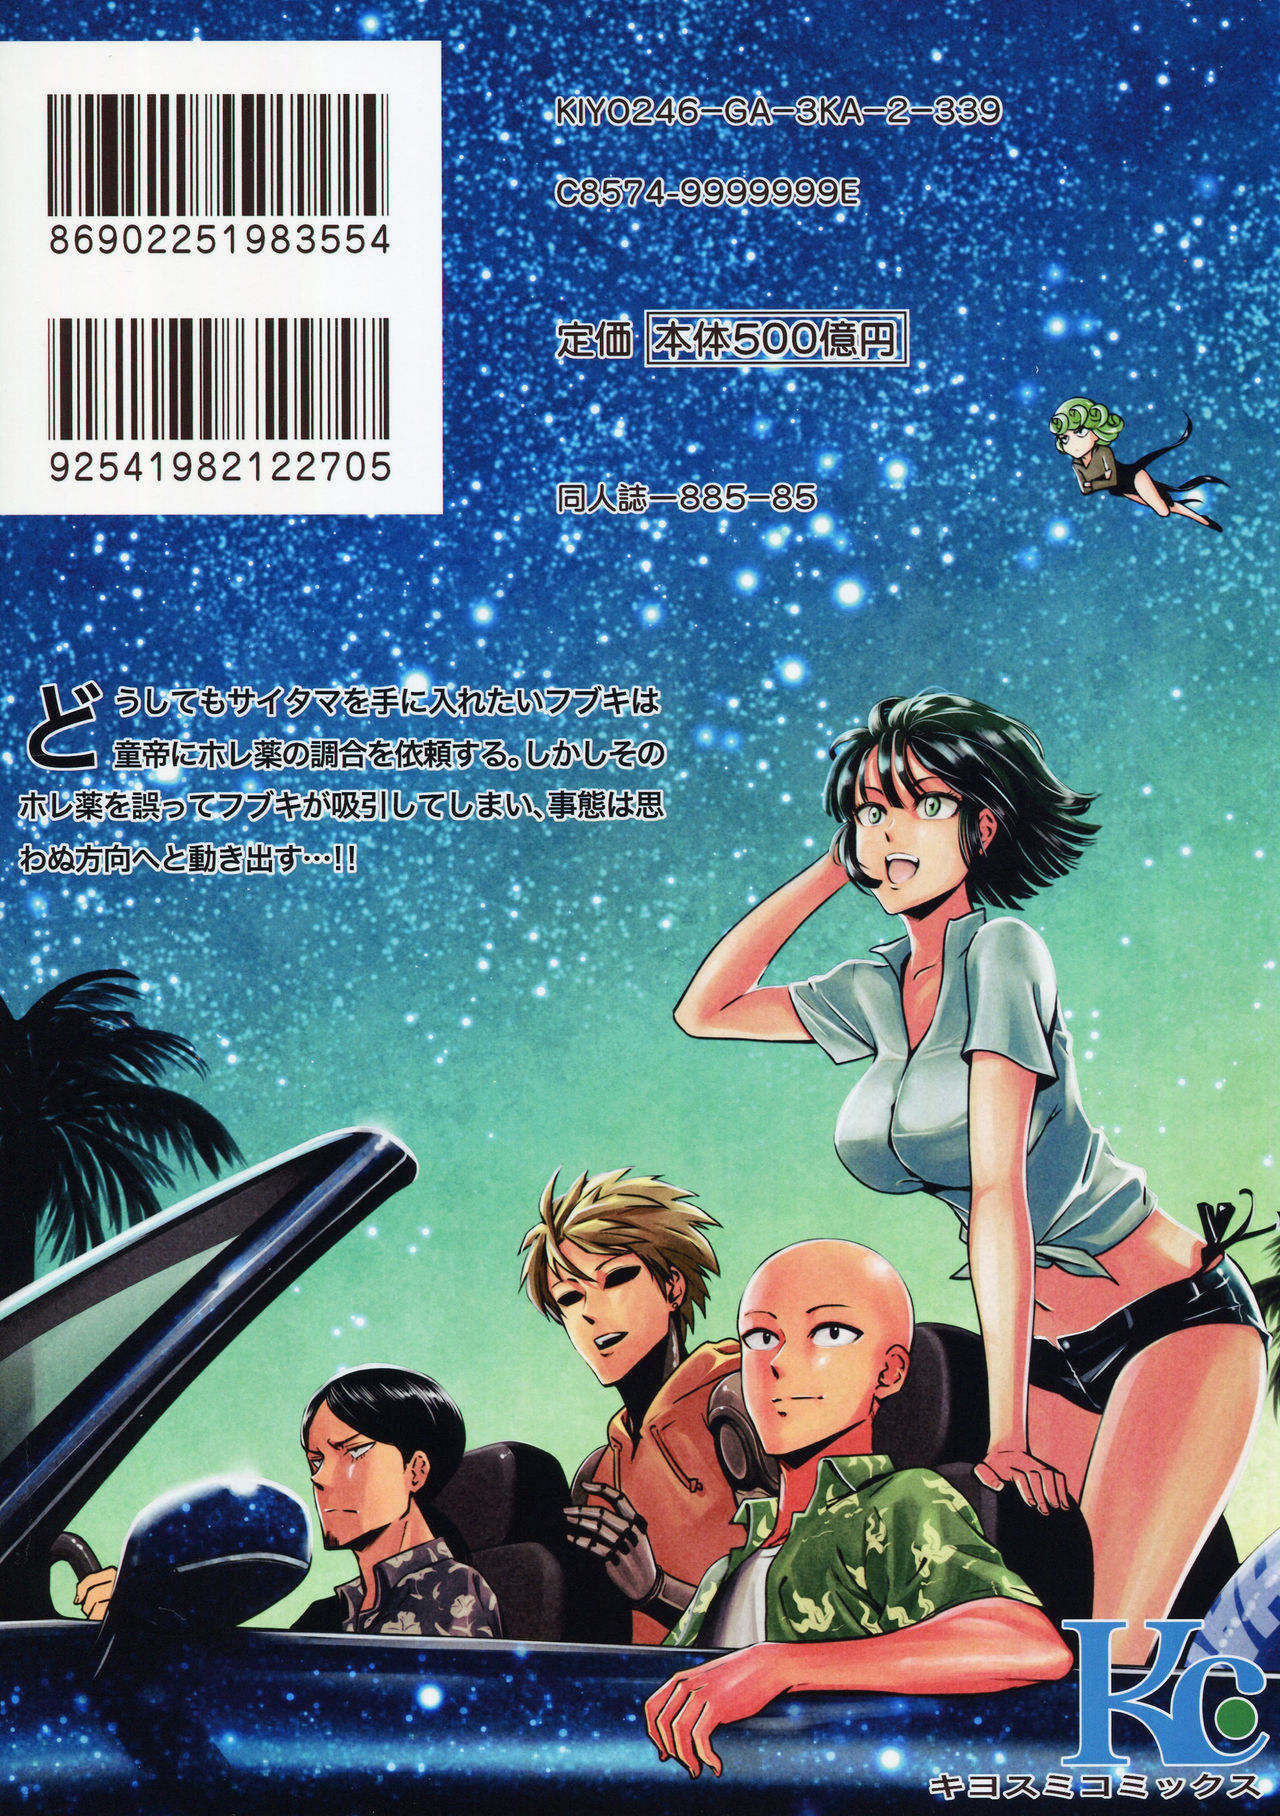 86902251983554
92541982122705
KIYO246-GA-3KA-2-339
C8574-9999999E
定価 本体500億円
同人誌ー885-85
どうしてもサイタマを手に入れたいフブキは
童帝にホレ薬の調合を依頼する。しかしその
ホレ薬を誤ってフブキが吸引してしまい、事態は思
わぬ方向へと動き出す…!!
KC
キヨスミコミックス